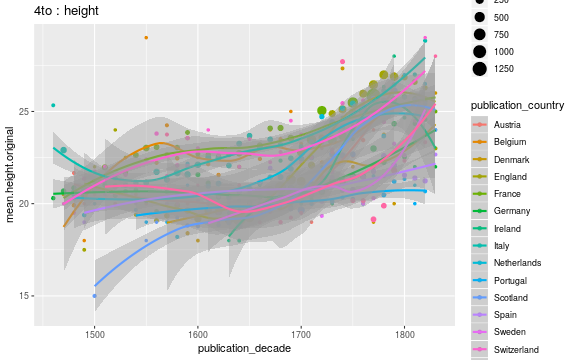 4to : height
mean.height.original
25
20
15
1500
1600
1700
1800
publication_decade
250
500
750
1000
1250
publication_country
Austria
Belgium
Denmark
England
France
Germany
Ireland
Italy
Netherlands
Portugal
Scotland
Spain
Sweden
Switzerland